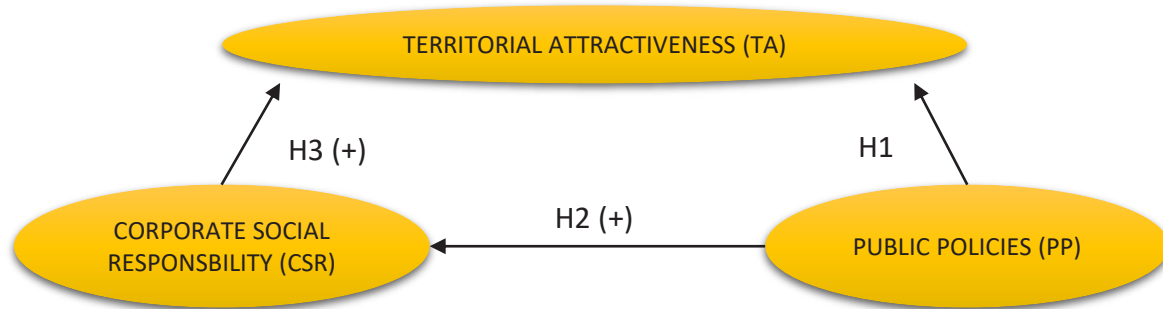 TERRITORIAL ATTRACTIVENESS (TA)
H3 (+)
H1
H2 (+)
CORPORATE SOCIAL
RESPONSBILITY (CSR)
PUBLIC POLICIES (PP)